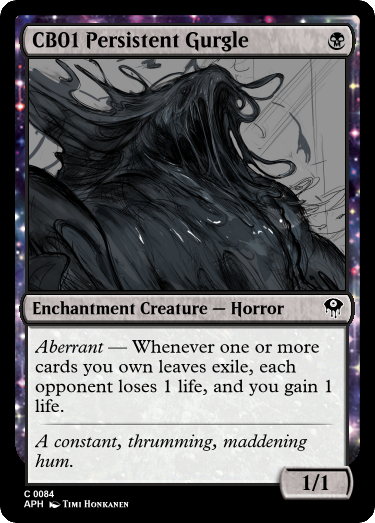 CB01 Persistent Gurgle
Enchantment Creature — Horror
Aberrant — Whenever one or more
cards you own leaves exile, each
opponent loses 1 life, and you gain 1
life.
A constant, thrumming, maddening
hum.
1/1
C 0084
APH Timi Honkanen